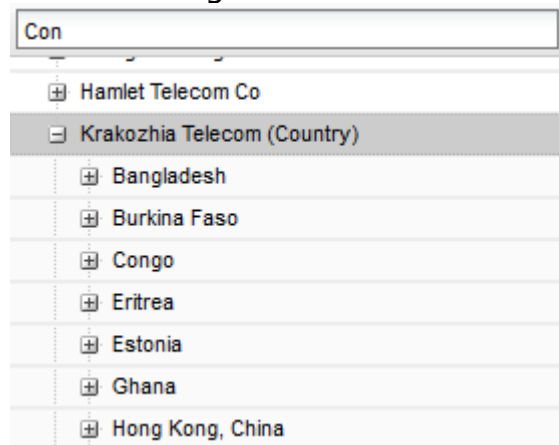 Con
Hamlet Telecom Co
Krakozhia Telecom (Country)
Bangladesh
Burkina Faso
Congo
Eritrea
Estonia
Ghana
Hong Kong, China